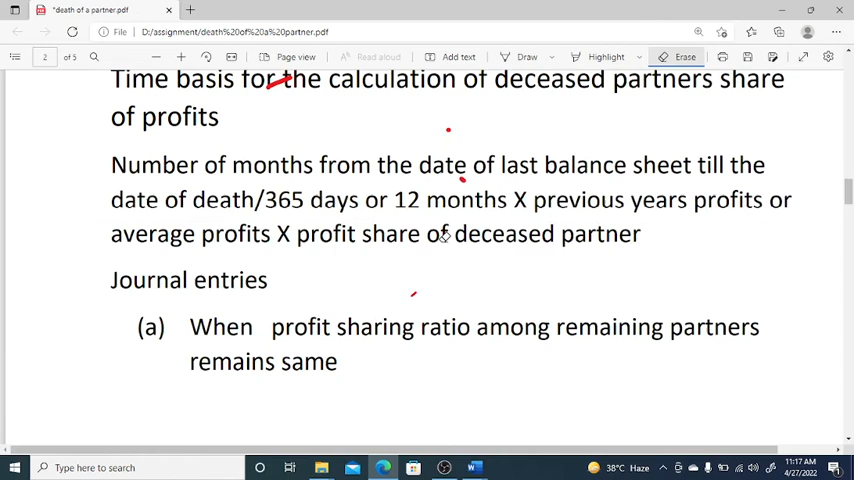 *death of a partner.pdf
File
D:/assignment/death%20of%20a%20partner.pdf
2
of 5
Page view
Read aloud
Add text
Draw
Highlight
Erase
Time basis for the calculation of deceased partners share
of profits
Number of months from the date of last balance sheet till the
date of death/365 days or 12 months X previous years profits or
average profits X profit share of deceased partner
Journal entries
(a) When profit sharing ratio among remaining partners
remains same
Type here to search
38°C Haze
11:17 AM
4/27/2022